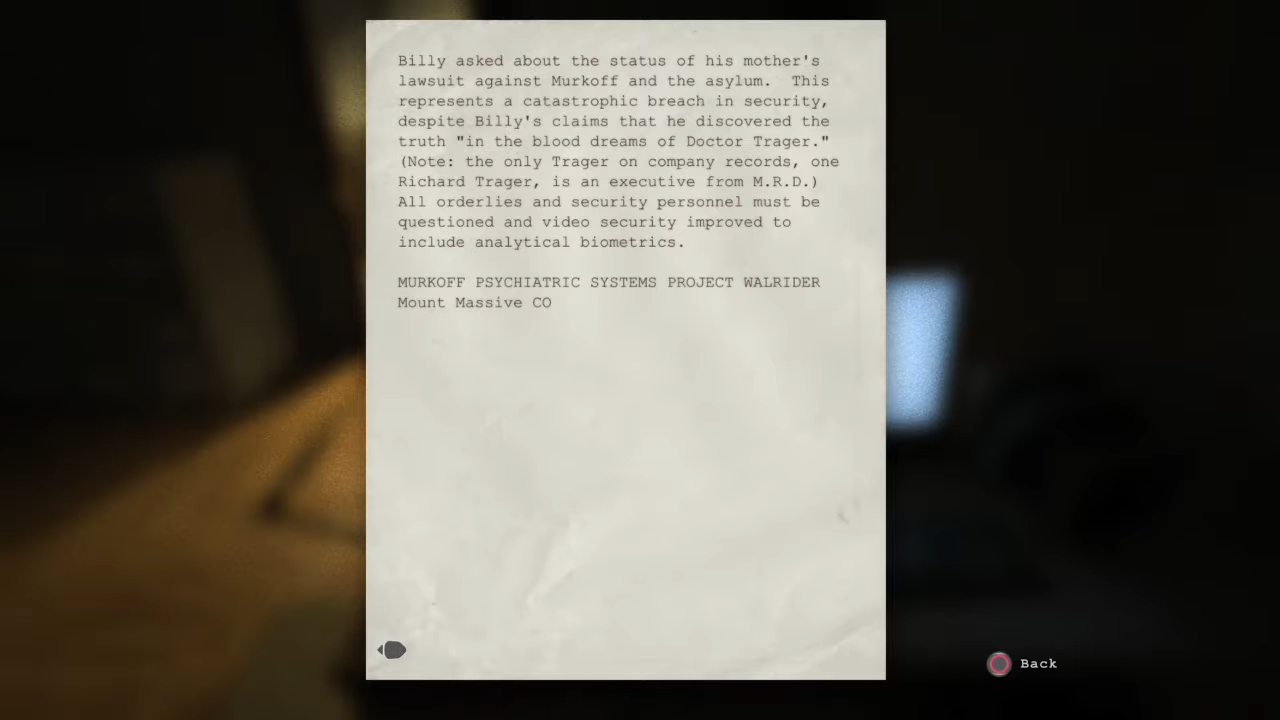 Billy asked about the status of his mother's
lawsuit against Murkoff and the asylum.  This
represents a catastrophic breach in security,
despite Billy's claims that he discovered the
truth "in the blood dreams of Doctor Trager."
(Note: the only Trager on company records, one
Richard Trager, is an executive from M.R.D.)
All orderlies and security personnel must be
questioned and video security improved to
include analytical biometrics.

MURKOFF PSYCHIATRIC SYSTEMS PROJECT WALRIDER
Mount Massive CO
Back